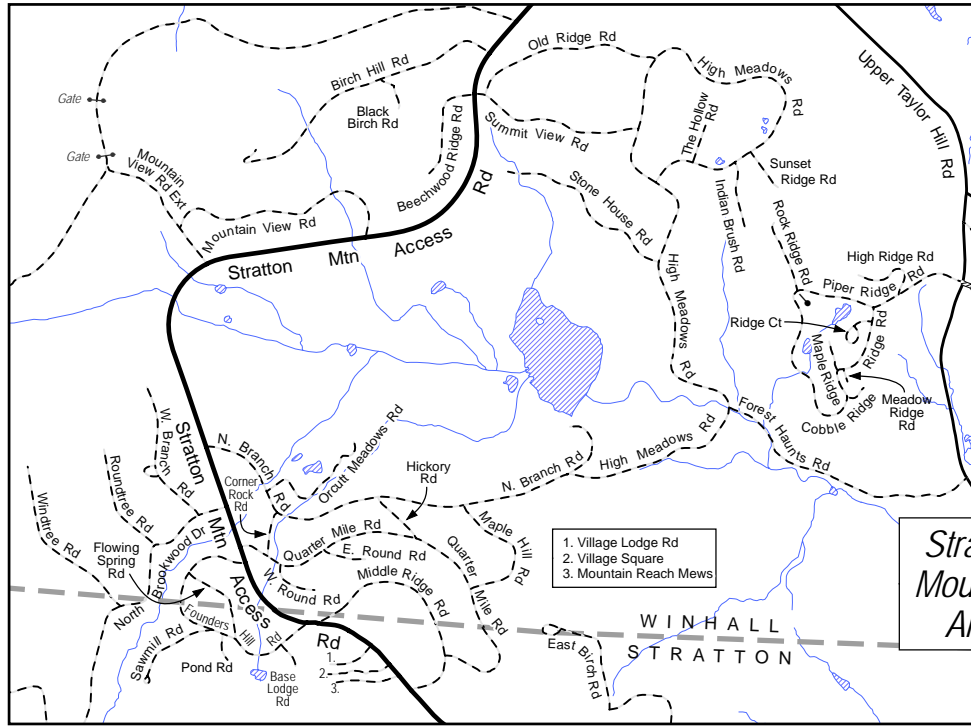 Old Ridge Rd
High Meadows Rd
Upper Taylor Hill Rd
Birch Hill Rd
Black
Birch Rd
Gate
The Hollow
Rd
Summit View Rd
Beechwood Ridge Rd
Gate
Mountain
View Rd Ext
Sunset
Ridge Rd
Stone House Rd
Indian Brush Rd
Rock Ridge Rd
Mountain View Rd
Stratton Mtn Access Rd
High Ridge Rd
Piper Ridge Rd
High Meadows Rd
Ridge Ct
Maple Ridge
Ridge Rd
Meadow
Ridge
Rd
Cobble Ridge
Forest Haunts Rd
W. Branch Rd
Stratton Mtn Access Rd
N. Branch Rd
Orcutt Meadows Rd
Corner
Rock
Rd
Hickory
Rd
N. Branch Rd
High Meadows Rd
Roundtree Rd
Windtree Rd
Flowing
Spring
Rd
North Brookwood Dr
Quarter Mile Rd
E. Round Rd
Middle Ridge Rd
Maple Hill Rd
Quarter Mile Rd
W. Round Rd
1. Village Lodge Rd
2. Village Square
3. Mountain Reach Mews
Founders Hill Rd
Sawmill Rd
Pond Rd
Base
Lodge
Rd
1.
2.
3.
East Birch Rd
WINHALL
STRATTON